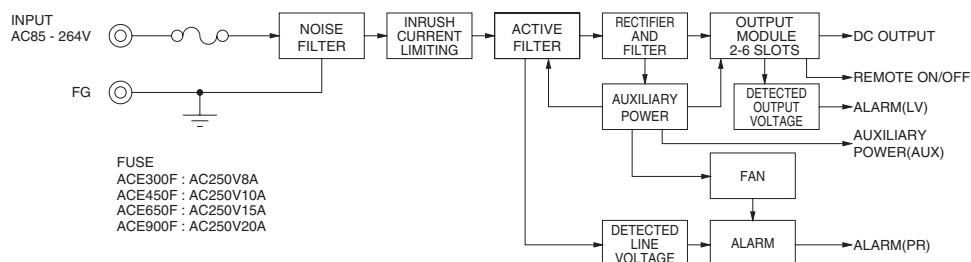 INPUT
AC85 - 264V
FG
NOISE
FILTER
INRUSH
CURRENT
LIMITING
ACTIVE
FILTER
RECTIFIER
AND
FILTER
OUTPUT
MODULE
2-6 SLOTS
DC OUTPUT
REMOTE ON/OFF
AUXILIARY
POWER
DETECTED
OUTPUT
VOLTAGE
ALARM(LV)
AUXILIARY
POWER(AUX)
FUSE
ACE300F : AC250V8A
ACE450F : AC250V10A
ACE650F : AC250V15A
ACE900F : AC250V20A
FAN
DETECTED
LINE
VOLTAGE
ALARM
ALARM(PR)